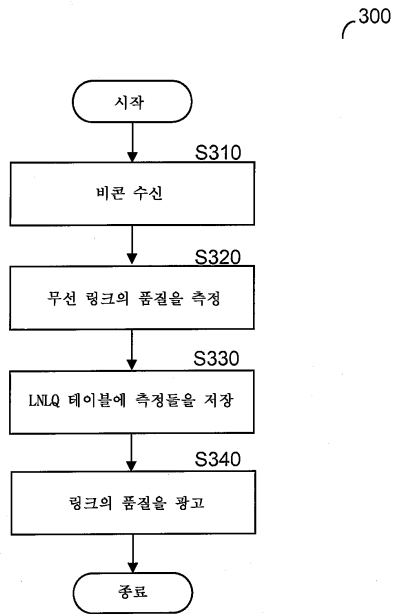 300
시작
S310
비콘 수신
S320
무선 링크의 품질을 측정
S330
LNLQ 테이블에 측정들을 저장
S340
링크의 품질을 광고
종료